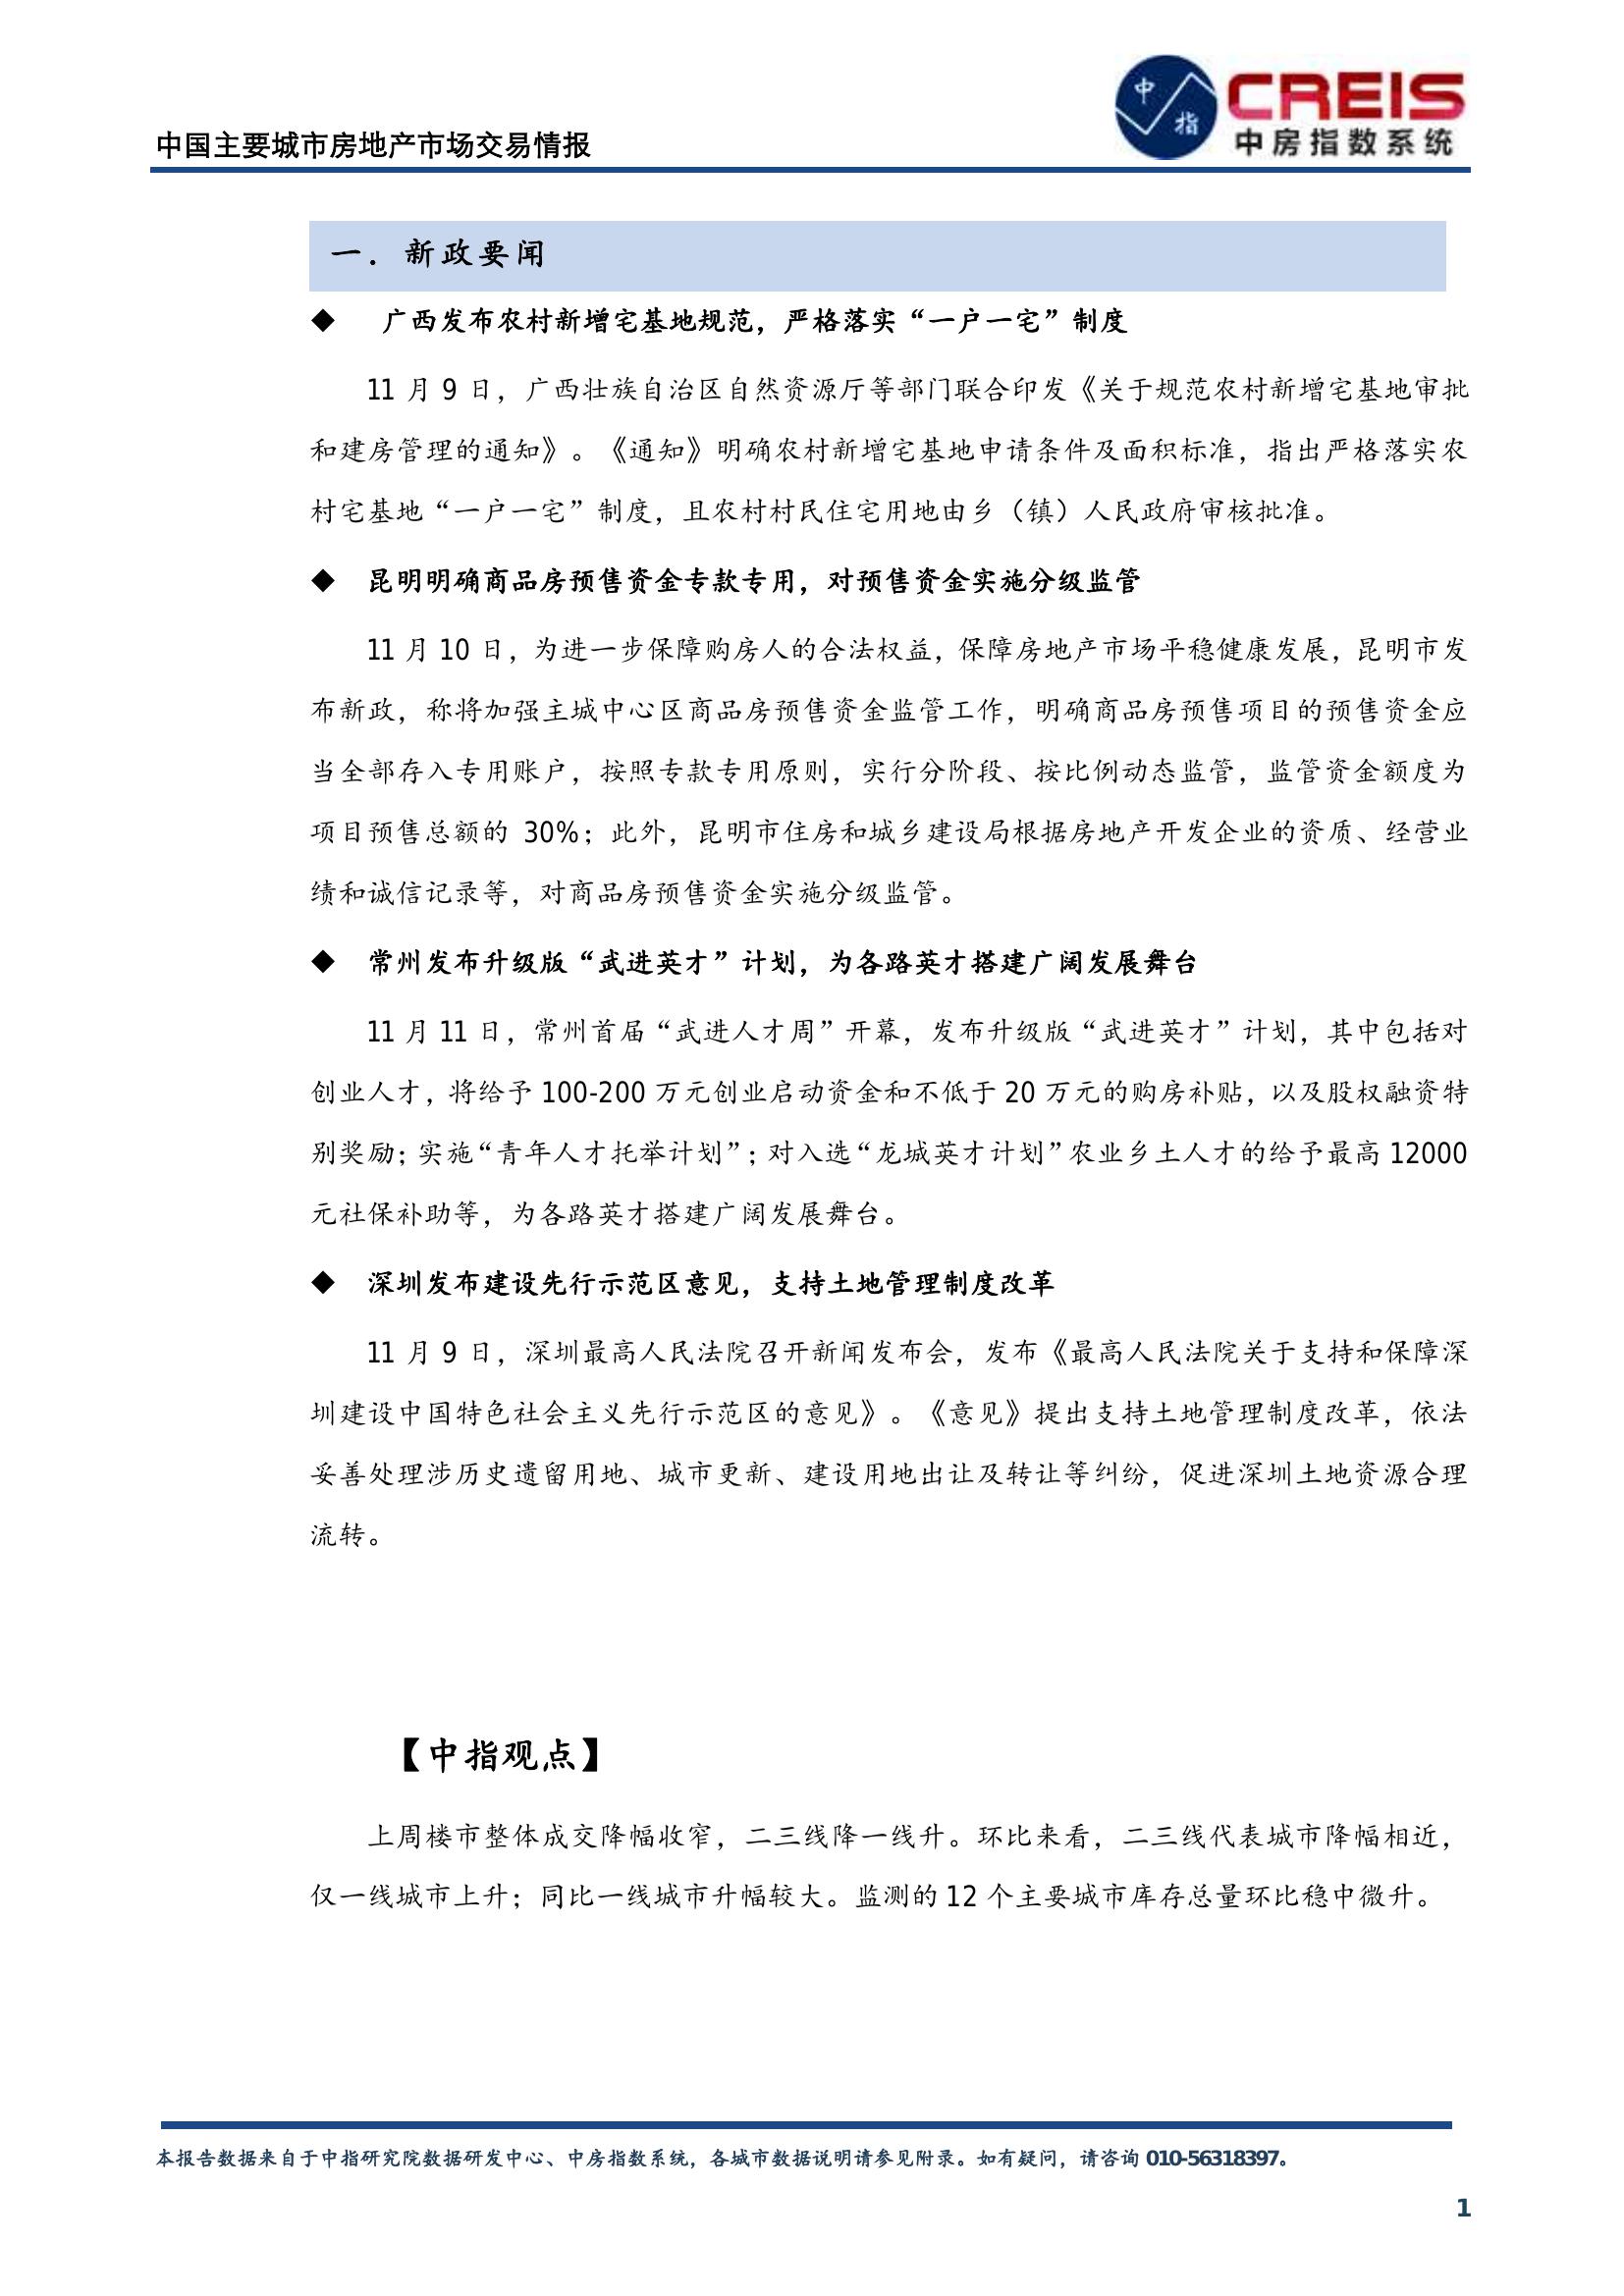 中国主要城市房地产市场交易情报
中
指
CREIS
中房指数系统
一．新政要闻
◆ 广西发布农村新增宅基地规范，严格落实“一户一宅”制度
11 月 9 日，广西壮族自治区自然资源厅等部门联合印发《关于规范农村新增宅基地审批
和建房管理的通知》。《通知》明确农村新增宅基地申请条件及面积标准，指出严格落实农
村宅基地“一户一宅”制度，且农村村民住宅用地由乡（镇）人民政府审核批准。
◆ 昆明明确商品房预售资金专款专用，对预售资金实施分级监管
11 月 10 日，为进一步保障购房人的合法权益，保障房地产市场平稳健康发展，昆明市发
布新政，称将加强主城中心区商品房预售资金监管工作，明确商品房预售项目的预售资金应
当全部存入专用账户，按照专款专用原则，实行分阶段、按比例动态监管，监管资金额度为
项目预售总额的 30%；此外，昆明市住房和城乡建设局根据房地产开发企业的资质、经营业
绩和诚信记录等，对商品房预售资金实施分级监管。
◆ 常州发布升级版“武进英才”计划，为各路英才搭建广阔发展舞台
11 月 11 日，常州首届“武进人才周”开幕，发布升级版“武进英才”计划，其中包括对
创业人才，将给予 100-200 万元创业启动资金和不低于 20 万元的购房补贴，以及股权融资特
别奖励；实施“青年人才托举计划”；对入选“龙城英才计划”农业乡土人才的给予最高 12000
元社保补助等，为各路英才搭建广阔发展舞台。
◆ 深圳发布建设先行示范区意见，支持土地管理制度改革
11 月 9 日，深圳最高人民法院召开新闻发布会，发布《最高人民法院关于支持和保障深
圳建设中国特色社会主义先行示范区的意见》。《意见》提出支持土地管理制度改革，依法
妥善处理涉历史遗留用地、城市更新、建设用地出让及转让等纠纷，促进深圳土地资源合理
流转。
【中指观点】
上周楼市整体成交降幅收窄，二三线降一线升。环比来看，二三线代表城市降幅相近，
仅一线城市上升；同比一线城市升幅较大。监测的 12 个主要城市库存总量环比稳中微升。
本报告数据来自于中指研究院数据研发中心、中房指数系统，各城市数据说明请参见附录。如有疑问，请咨询 010-56318397。
1